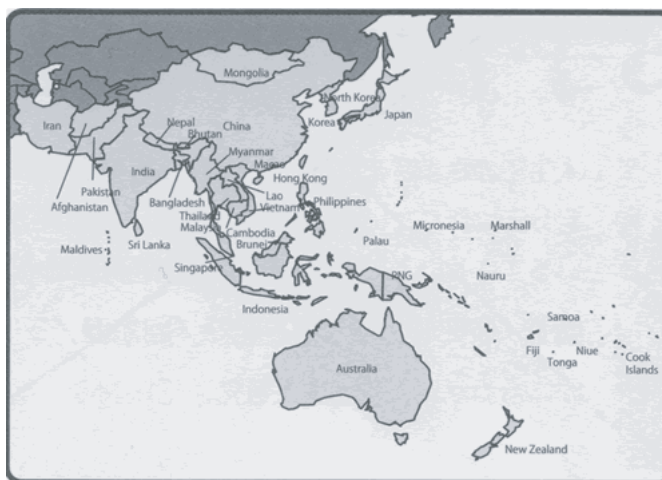 Mongolia
North Korea
Iran
Nepal
China
Japan
Bhutan
Korea
Myanmar
Macao
India
Hong Kong
Pakistan
Lao
Bangladesh
Vietnam
Philippines
Afghanistan
Thailand
Micronesia
Marshall
Malaysia
Cambodia
Palau
Maldives
Sri Lanka
Brunei
Singapore
PNG
Nauru
Indonesia
Samoa
Fiji
Niue
Cook
Islands
Tonga
Australia
New Zealand